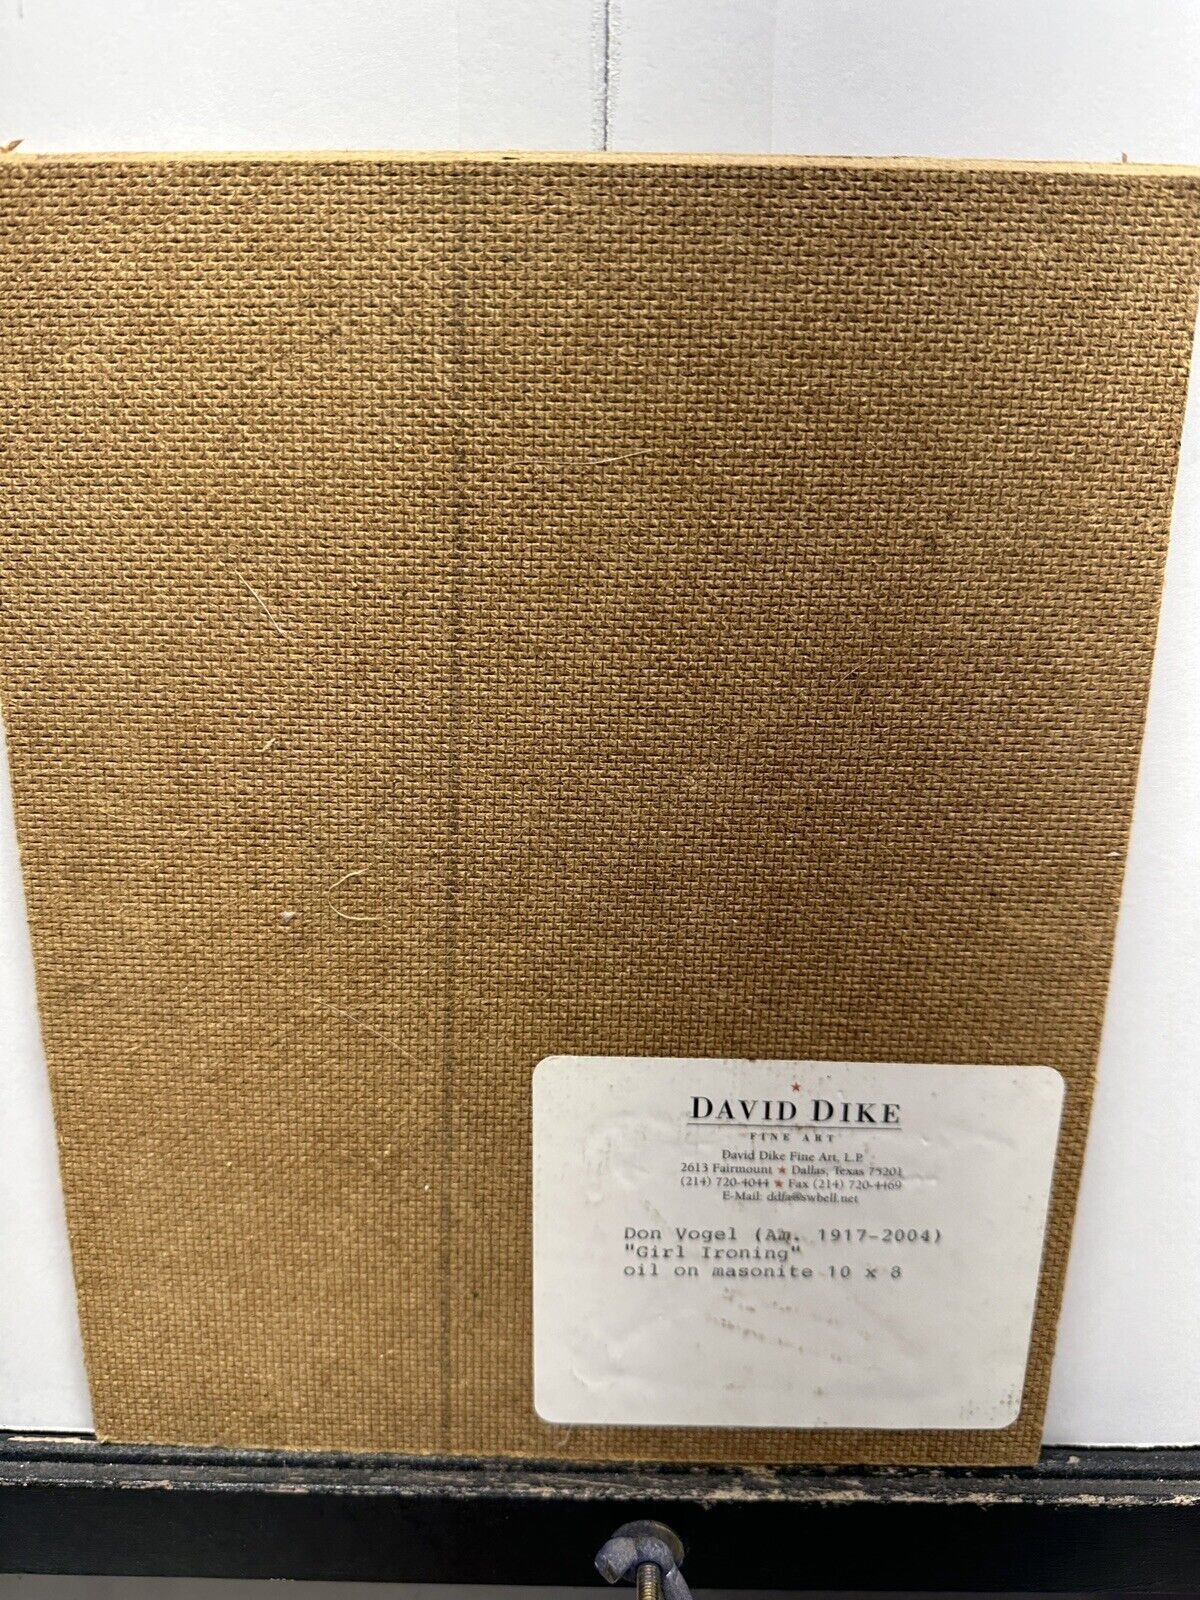 DAVID DIKE
FINE ART
David Dike Fine Art, L.P.
2613 Fairmount ★ Dallas, Texas 75201
(214) 720-4044 ★ Fax (214) 720-4469
E-Mail: ddfa@swbell.net
Don Vogel (Am. 1917-2004)
"Girl Ironing"
oil on masonite 10 x 8